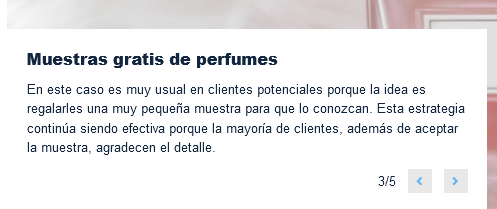 Muestras gratis de perfumes
En este caso es muy usual en clientes potenciales porque la idea es
regalarles una muy pequeña muestra para que lo conozcan. Esta estrategia
continúa siendo efectiva porque la mayoría de clientes, además de aceptar
la muestra, agradecen el detalle.
3/5